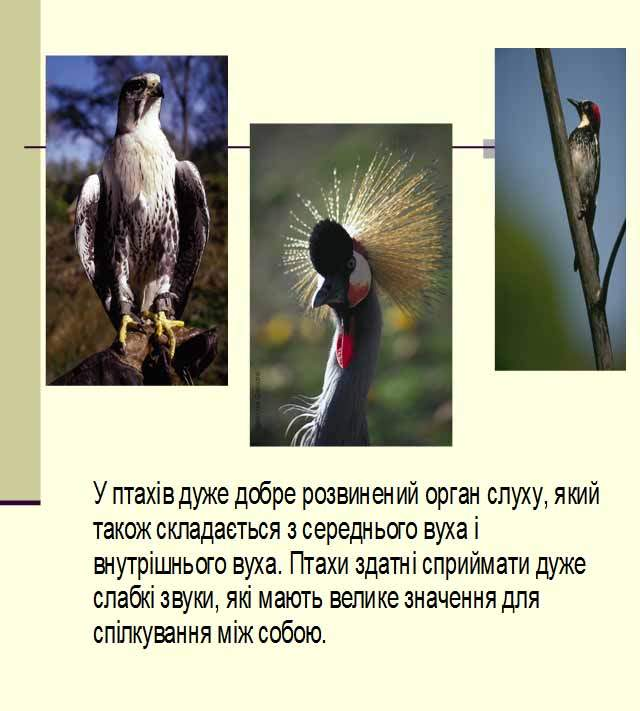 У птахів дуже добре розвинений орган слуху, який
також складається з середнього вуха і
внутрішнього вуха. Птахи здатні сприймати дуже
слабкі звуки, які мають велике значення для
спілкування між собою.